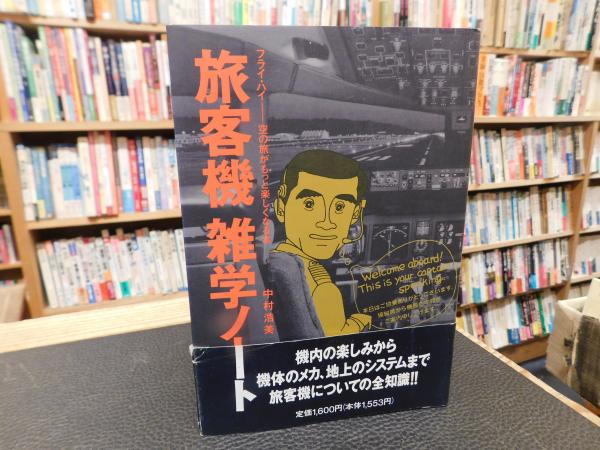 旅客機 雑学ノート
フライ・ハイ──空の旅がもっと楽しくなる本
中村浩美
Welcome aboard!
This is your captain
speaking.
機内の楽しみから
機体のメカ、地上のシステムまで
旅客機についての全知識!!
定価1,600円(本体1,553円)